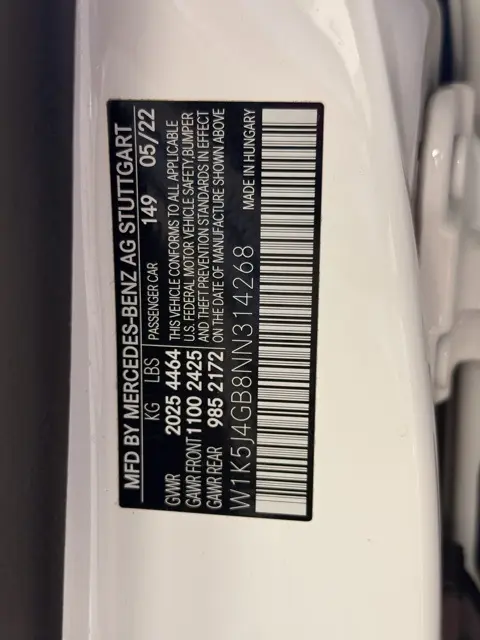 MFD BY MERCEDES-BENZ AG STUTTGART
KG LBS PASSENGER CAR 149 05/22
GVWR 2025 4464 THIS VEHICLE CONFORMS TO ALL APPLICABLE
GAWR FRONT 1100 2425 U.S. FEDERAL MOTOR VEHICLE SAFETY,BUMPER
GAWR REAR 985 2172 AND THEFT PREVENTION STANDARDS IN EFFECT
ON THE DATE OF MANUFACTURE SHOWN ABOVE
W1K5J4GB8NN314268 MADE IN HUNGARY